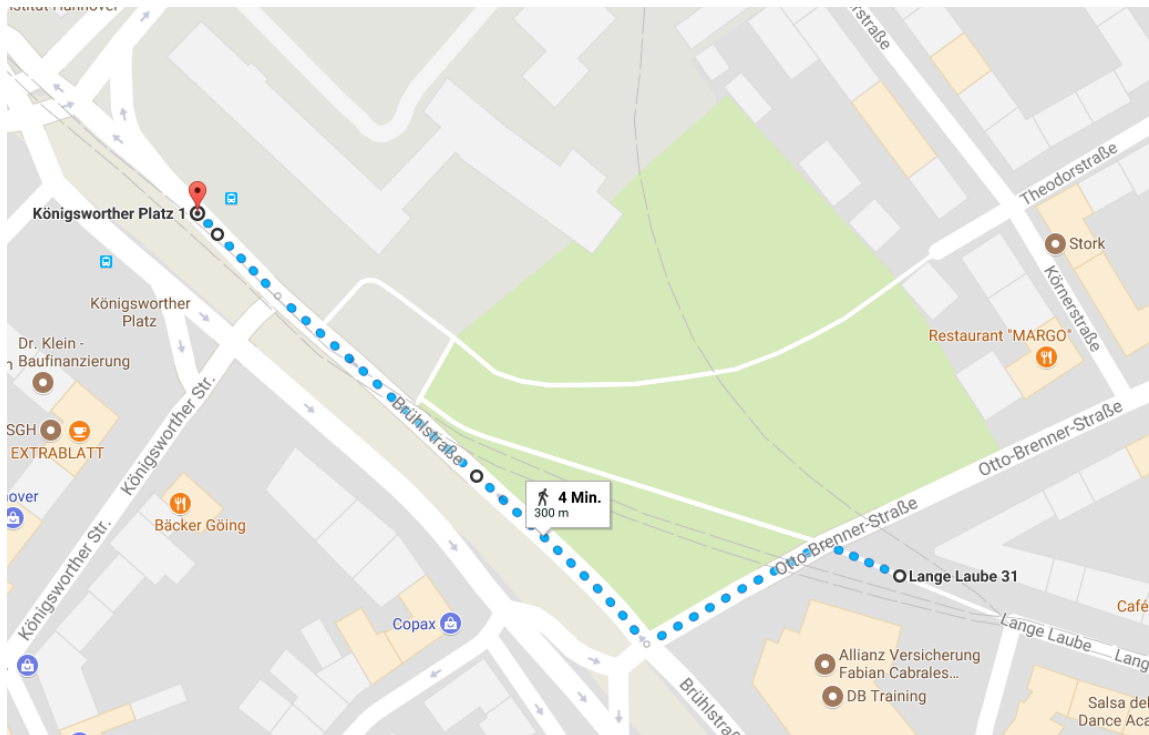 Institut Hannover
Körnerstraße
Theodorstraße
Königsworther Platz 1
Stork
Königsworther
Platz
Körnerstraße
Dr. Klein -
Baufinanzierung
Restaurant "MARGO"
Königsworther Str.
Brühlstraße
Otto-Brenner-Straße
SGH
EXTRABLATT
4 Min.
300 m
Bäcker Göing
Otto-Brenner-Straße
Königsworther Str.
Lange Laube 31
Café
Copax
Lange Laube
Lang
Allianz Versicherung
Fabian Cabrales...
DB Training
Brühlstraß
Salsa del
Dance Aca